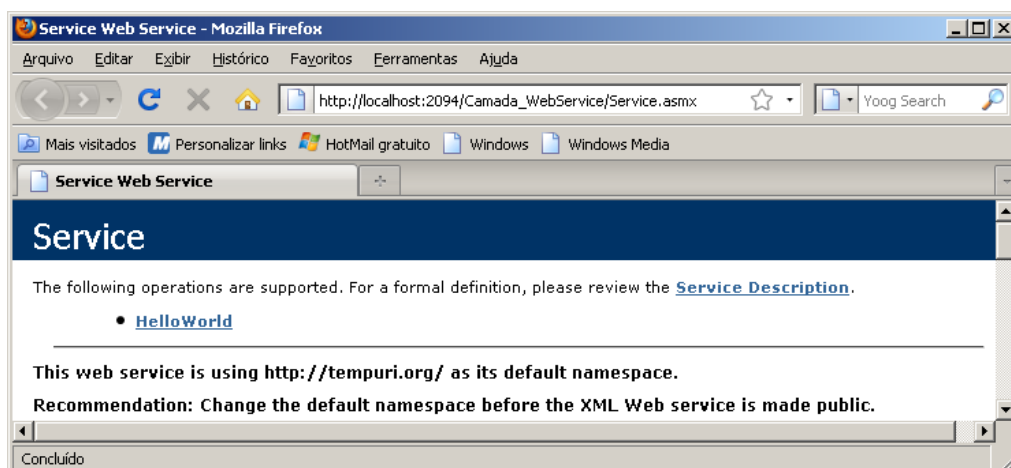 Service Web Service - Mozilla Firefox
Arquivo Editar Exibir Histórico Favoritos Ferramentas Ajuda
http://localhost:2094/Camada_WebService/Service.asmx Yoog Search
Mais visitados Personalizar links HotMail gratuito Windows Windows Media
Service Web Service
Service
The following operations are supported. For a formal definition, please review the Service Description.
• HelloWorld
This web service is using http://tempuri.org/ as its default namespace.
Recommendation: Change the default namespace before the XML Web service is made public.
Concluído